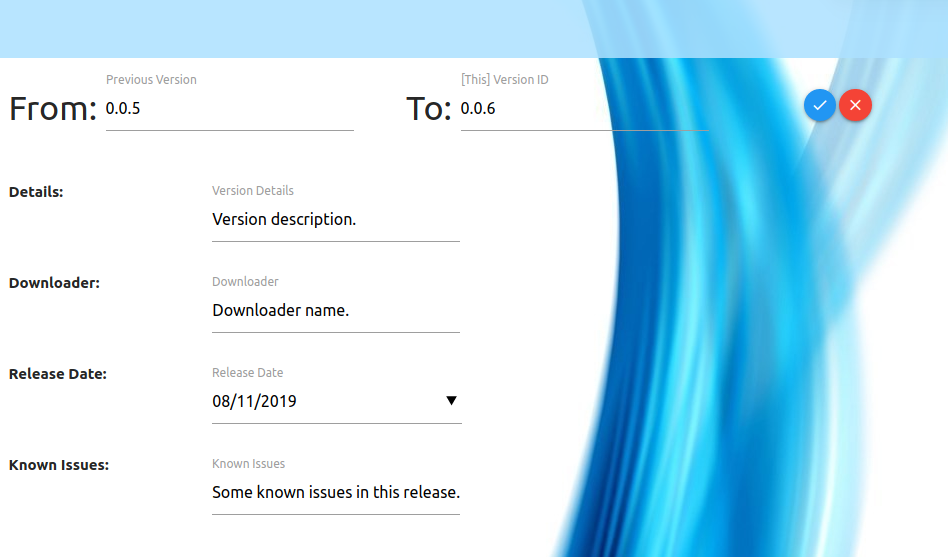 Previous Version
[This] Version ID
From: 0.0.5
To: 0.0.6
Details:
Version Details
Version description.
Downloader:
Downloader
Downloader name.
Release Date:
Release Date
08/11/2019
Known Issues:
Known Issues
Some known issues in this release.